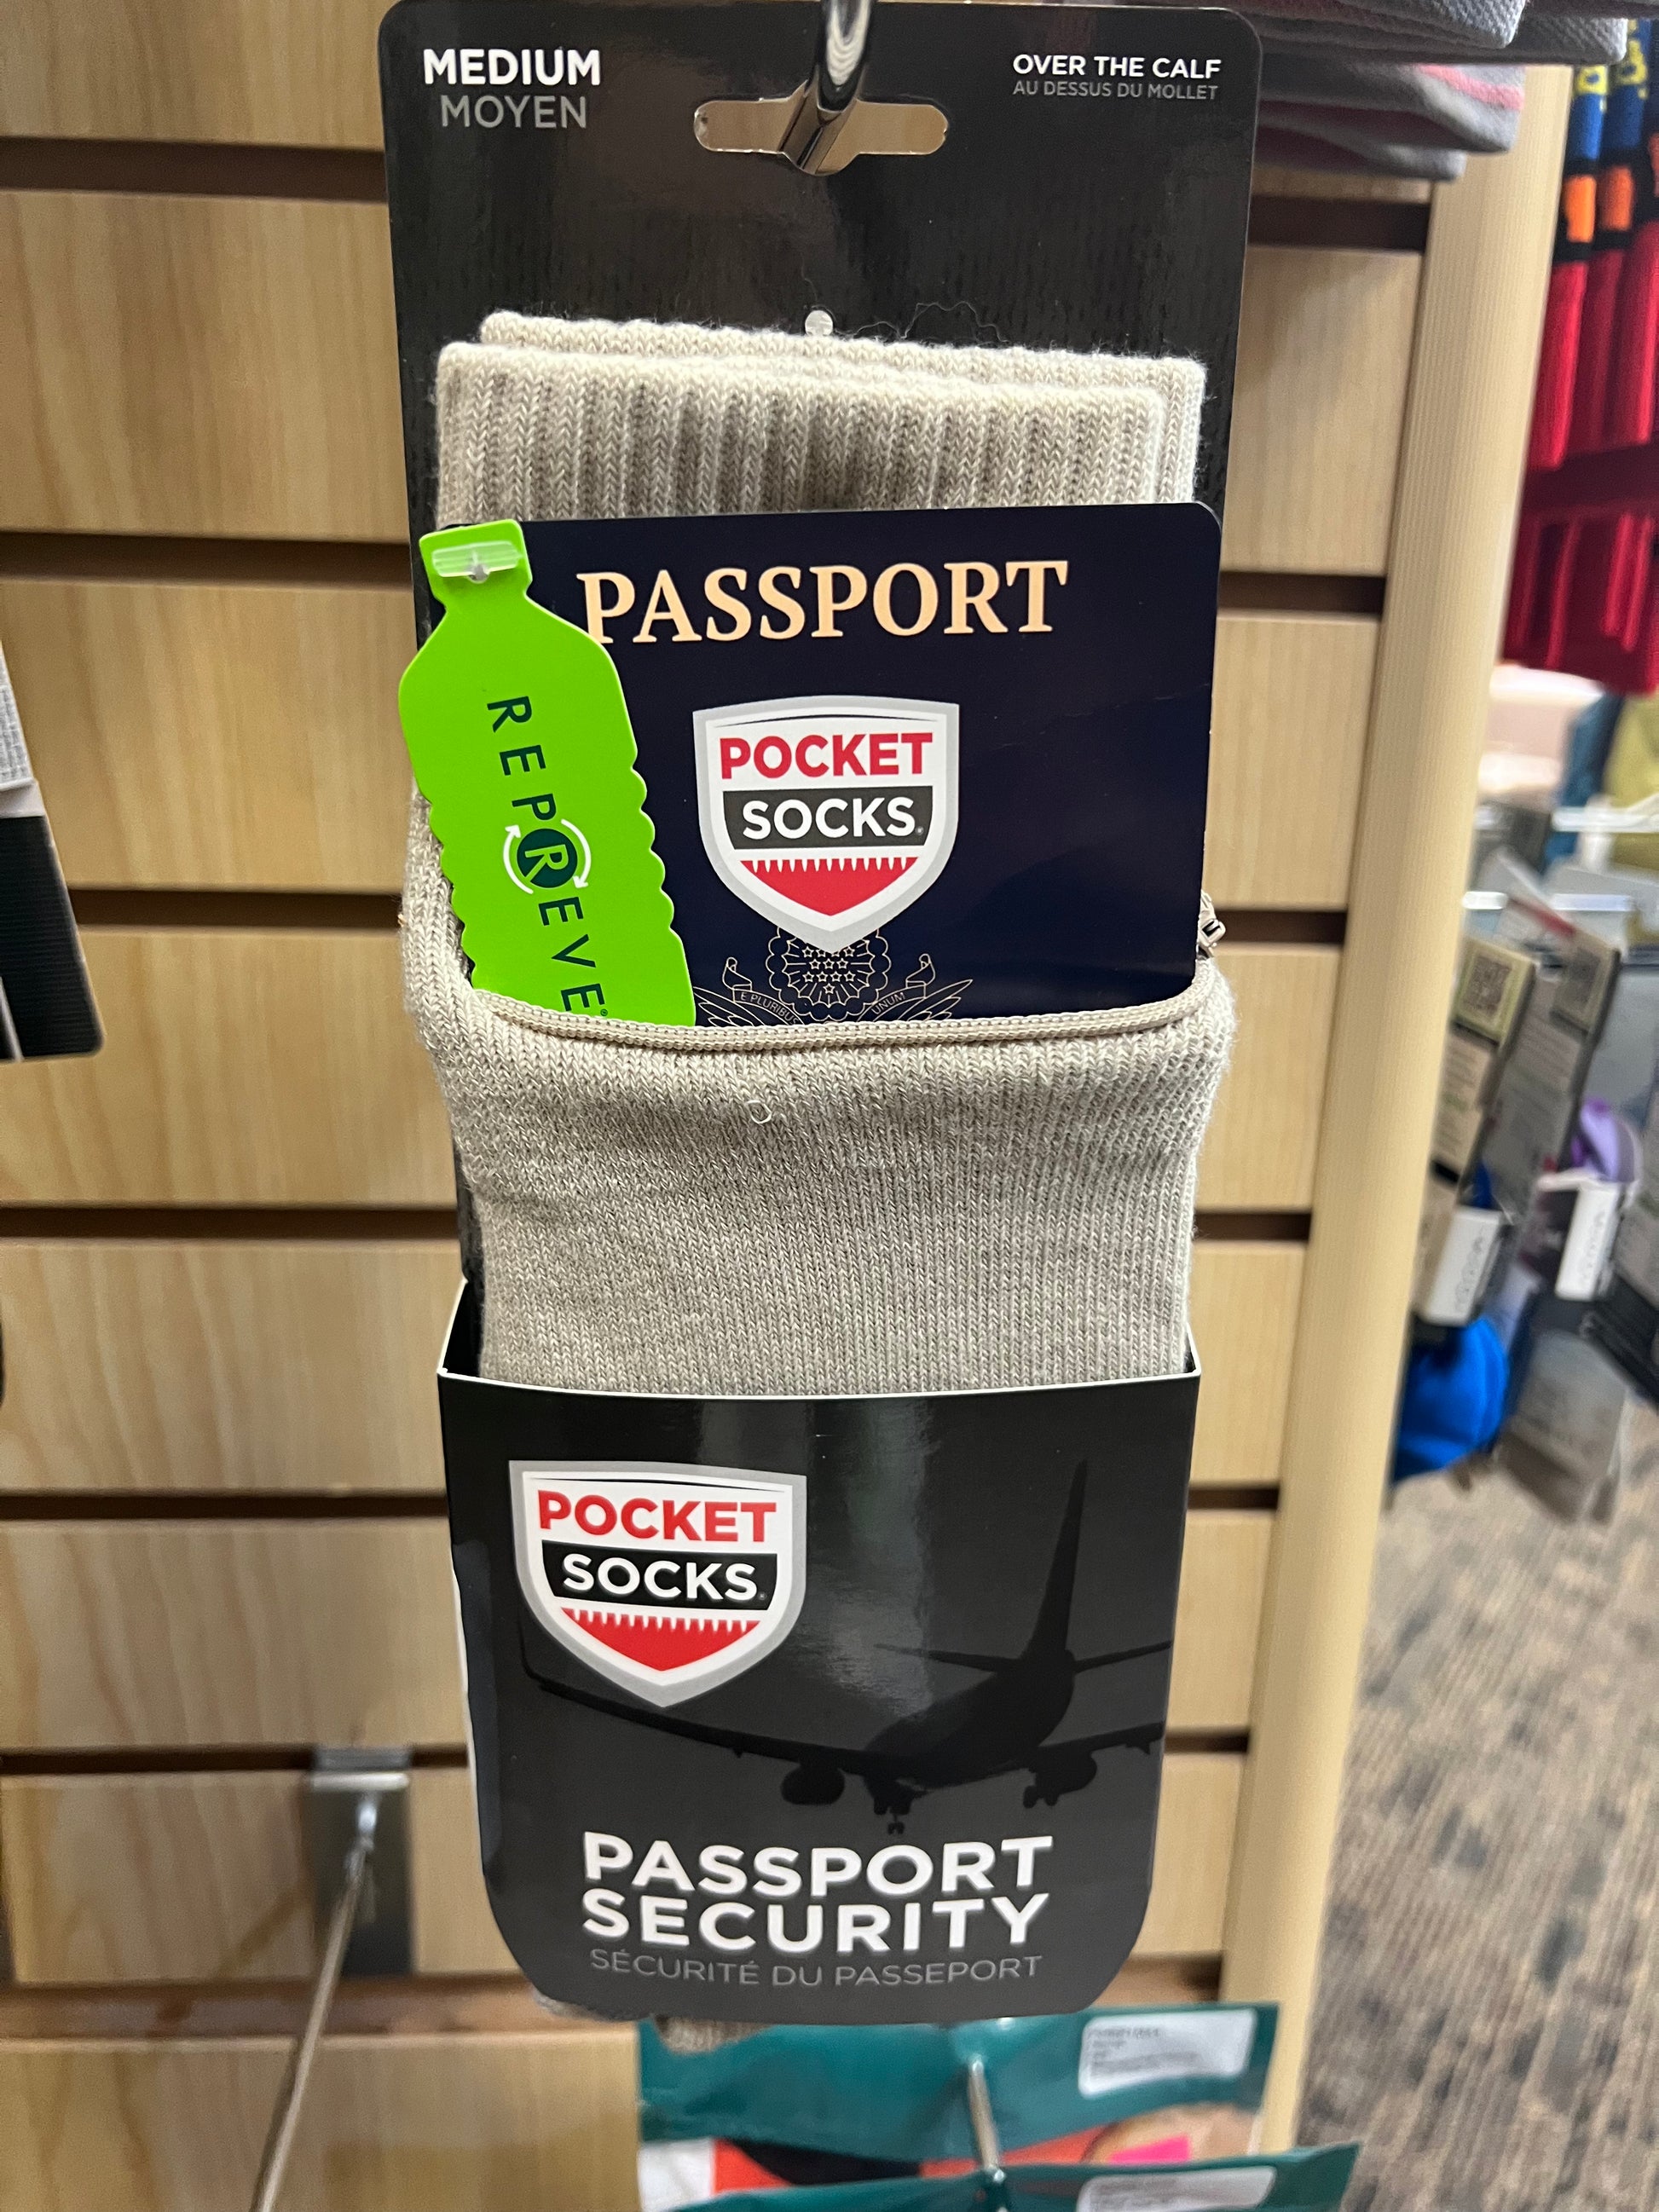 MEDIUM
MOYEN
OVER THE CALF
AU DESSUS DU MOLLET
PASSPORT
REPREVE®
POCKET
SOCKS®
E PLURIBUS UNUM
POCKET
SOCKS®
PASSPORT
SECURITY
SÉCURITÉ DU PASSEPORT